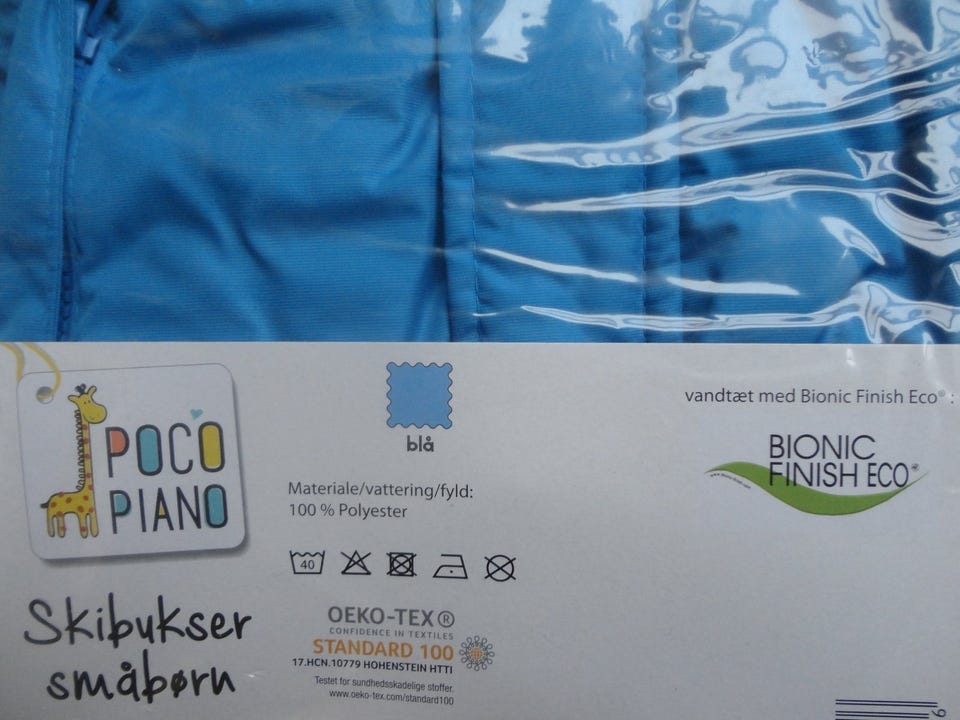 POCO
PIANO
Skibukser
småbørn
blå
Materiale/vattering/fyld:
100 % Polyester
40
OEKO-TEX®
CONFIDENCE IN TEXTILES
STANDARD 100
17.HCN.10779 HOHENSTEIN HTTI
Testet for sundhedsskadelige stoffer.
www.oeko-tex.com/standard100
vandtæt med Bionic Finish Eco® :
BIONIC
FINISH ECO®